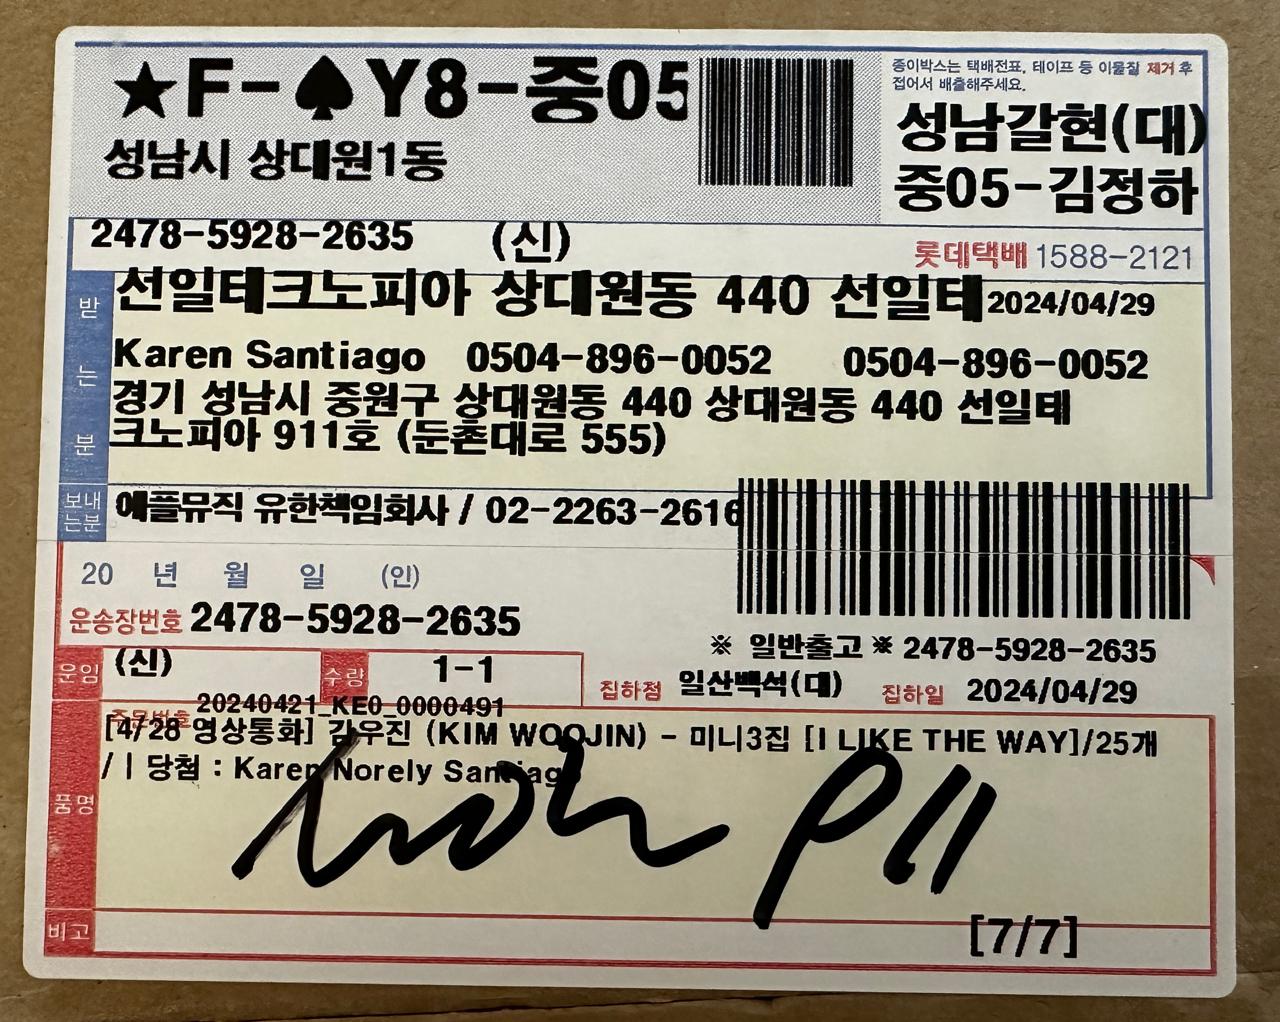 ★F-♠Y8-중05
성남시 상대원1동
종이박스는 택배전표, 테이프 등 이물질 제거 후
접어서 배출해주세요.
성남갈현(대)
중05-김정하
2478-5928-2635 (신)
롯데택배 1588-2121
받는분
선일테크노피아 상대원동 440 선일테 2024/04/29
Karen Santiago 0504-896-0052 0504-896-0052
경기 성남시 중원구 상대원동 440 상대원동 440 선일테
크노피아 911호 (둔촌대로 555)
보내는분
애플뮤직 유한책임회사 / 02-2263-2616
20 년 월 일 (인)
운송장번호 2478-5928-2635
※ 일반출고 ※ 2478-5928-2635
운임 (신) 수량 1-1
집하점 일산백석(대) 집하일 2024/04/29
주문번호 20240421_KE0_0000491
품명
[4/28 영상통화] 김우진 (KIM WOOJIN) - 미니3집 [I LIKE THE WAY]/25개
/ | 당첨 : Karen Norely Santiago
911
비고
[7/7]